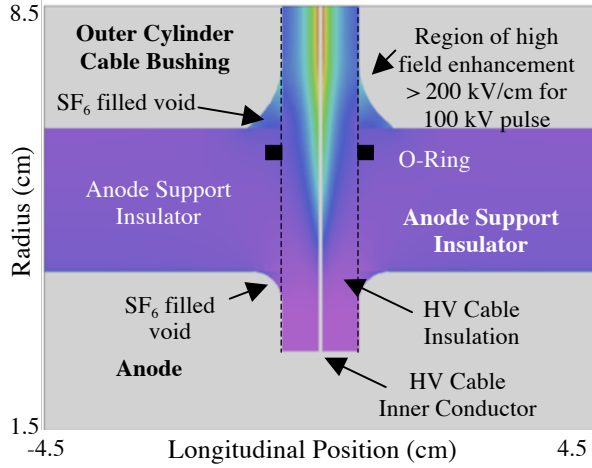 8.5
Outer Cylinder
Cable Bushing
SF6 filled void
Region of high
field enhancement
> 200 kV/cm for
100 kV pulse
O-Ring
Anode Support
Insulator
Anode Support
Insulator
Radius (cm)
SF6 filled
void
HV Cable
Insulation
Anode
HV Cable
Inner Conductor
1.5
-4.5
Longitudinal Position (cm)
4.5